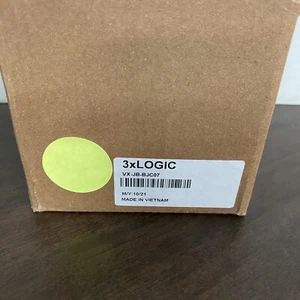 3xLOGIC
VX-JB-BJC07
M/Y:10/21
MADE IN VIETNAM